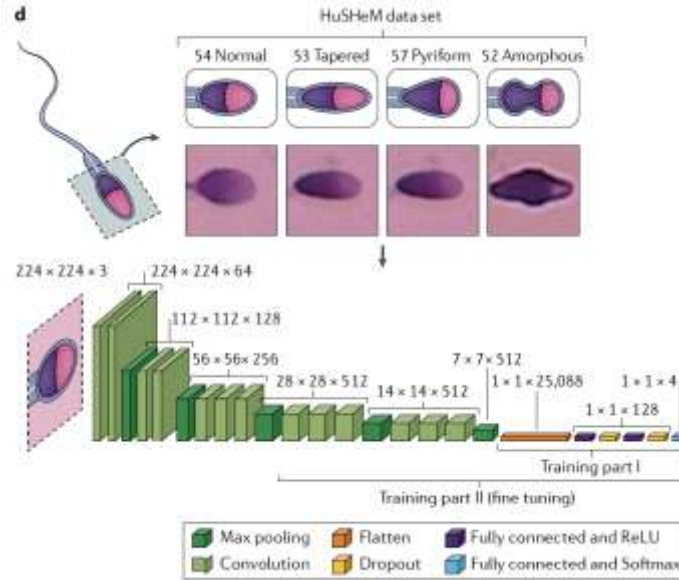 d
HuSHeM data set
54 Normal 53 Tapered 57 Pyriform 52 Amorphous
224 × 224 × 3 224 × 224 × 64
112 × 112 × 128
56 × 56 × 256
28 × 28 × 512
14 × 14 × 512
7 × 7 × 512
1 × 1 × 25,088
1 × 1 × 4
1 × 1 × 128
Training part I
Training part II (fine tuning)
Max pooling Flatten Fully connected and ReLU
Convolution Dropout Fully connected and Softmax